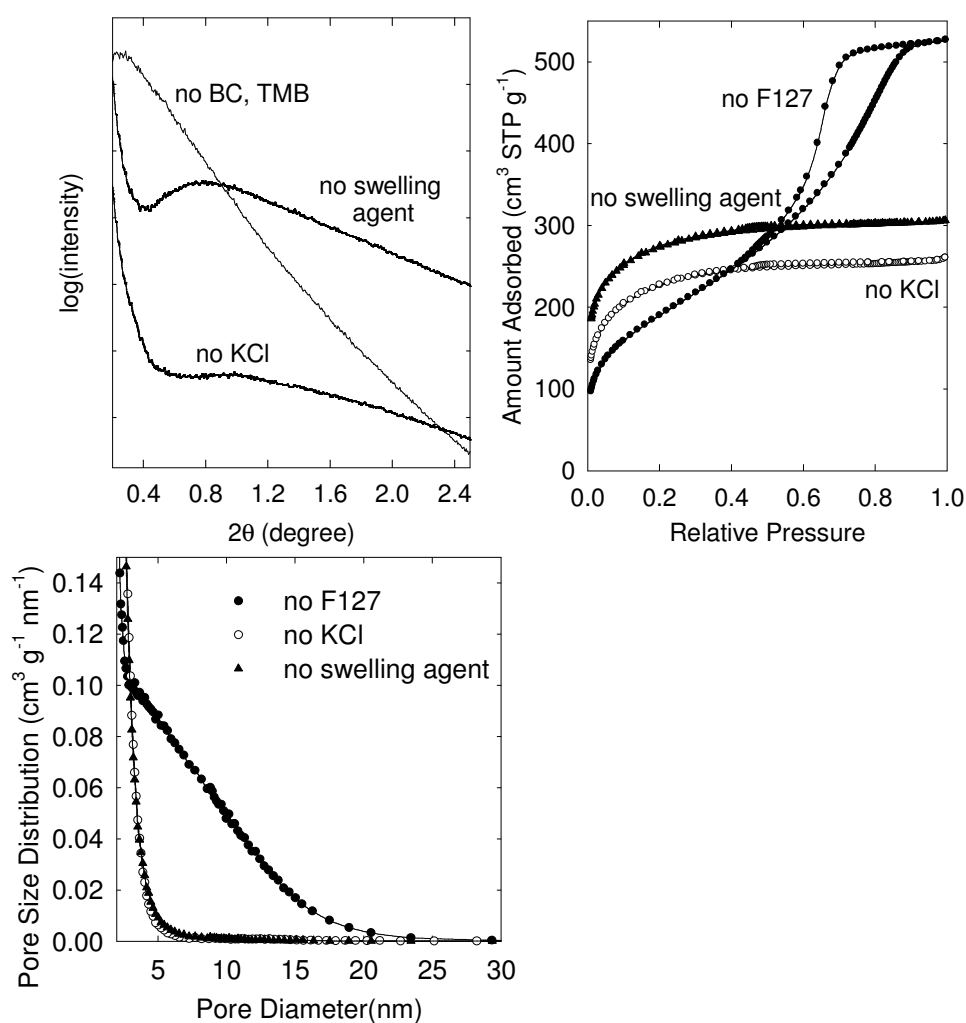 log(intensity)
no BC, TMB
no swelling
agent
no KCl
0.4 0.8 1.2 1.6 2.0 2.4
2θ (degree)
Amount Adsorbed (cm³ STP g⁻¹)
500
400
300
200
100
0
no F127
no swelling agent
no KCl
0.0 0.2 0.4 0.6 0.8 1.0
Relative Pressure
Pore Size Distribution (cm³ g⁻¹ nm⁻¹)
0.14
0.12
0.10
0.08
0.06
0.04
0.02
0.00
no F127
no KCl
no swelling agent
5 10 15 20 25 30
Pore Diameter(nm)